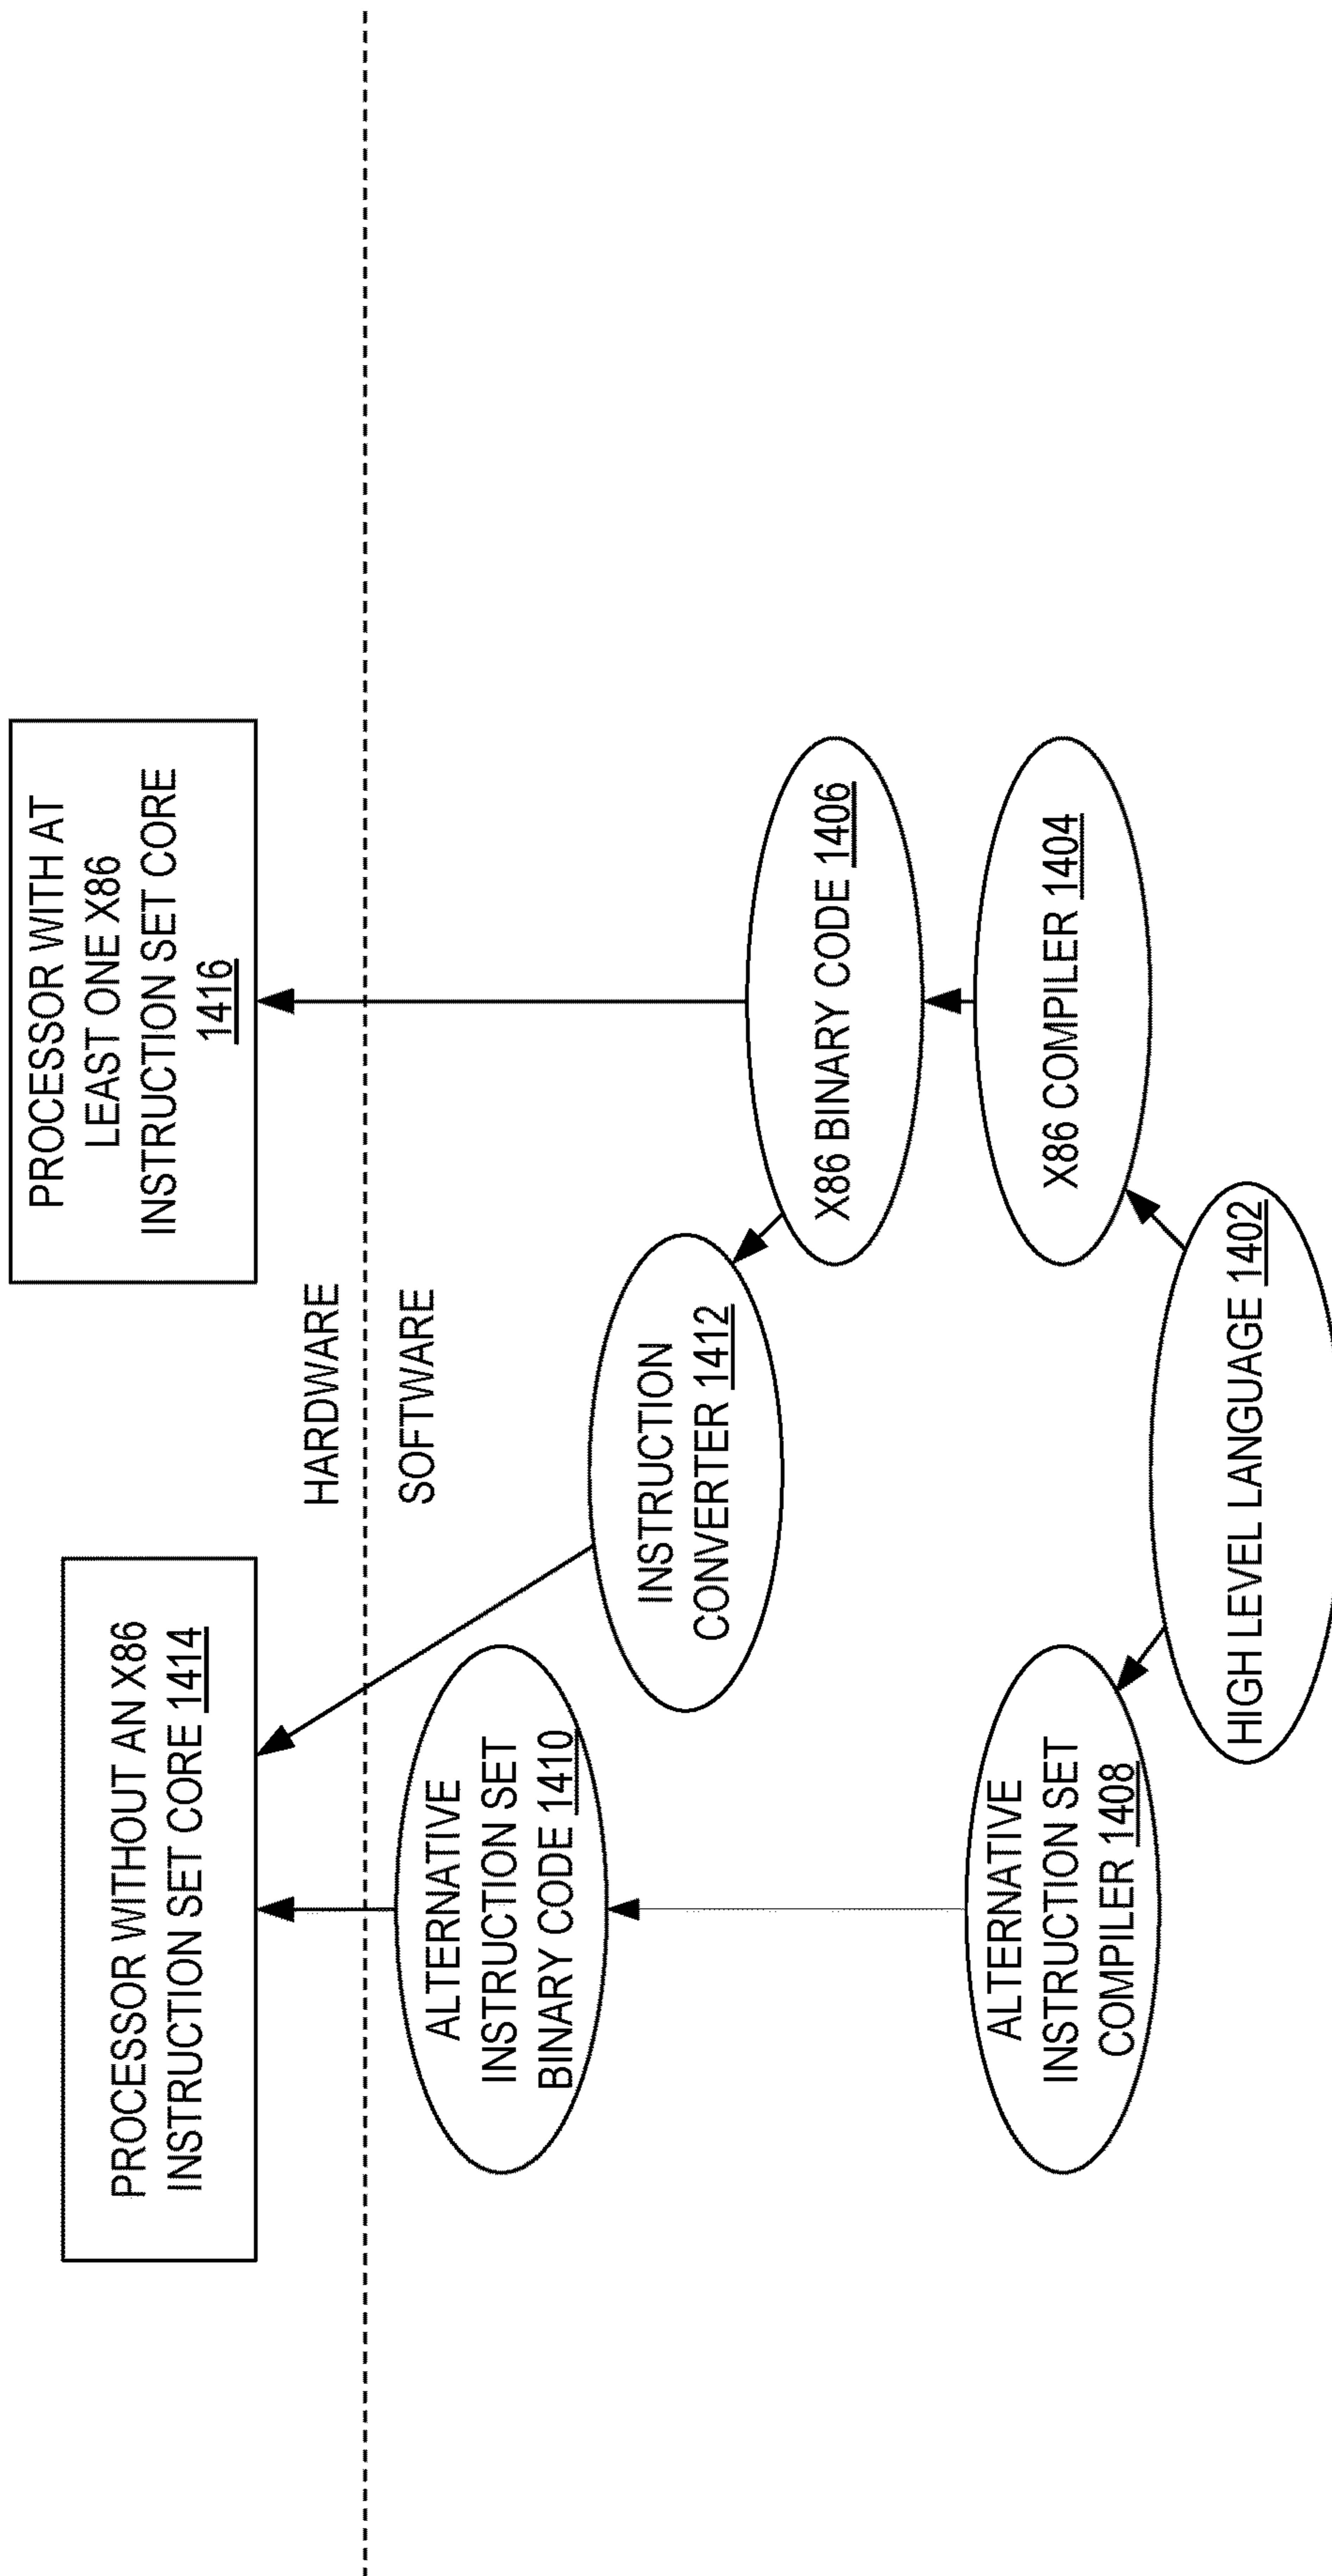 PROCESSOR WITHOUT AN X86
INSTRUCTION SET CORE 1414
PROCESSOR WITH AT
LEAST ONE X86
INSTRUCTION SET CORE
1416
HARDWARE
SOFTWARE
ALTERNATIVE
INSTRUCTION SET
BINARY CODE 1410
INSTRUCTION
CONVERTER 1412
X86 BINARY CODE 1406
ALTERNATIVE
INSTRUCTION SET
COMPILER 1408
X86 COMPILER 1404
HIGH LEVEL LANGUAGE 1402